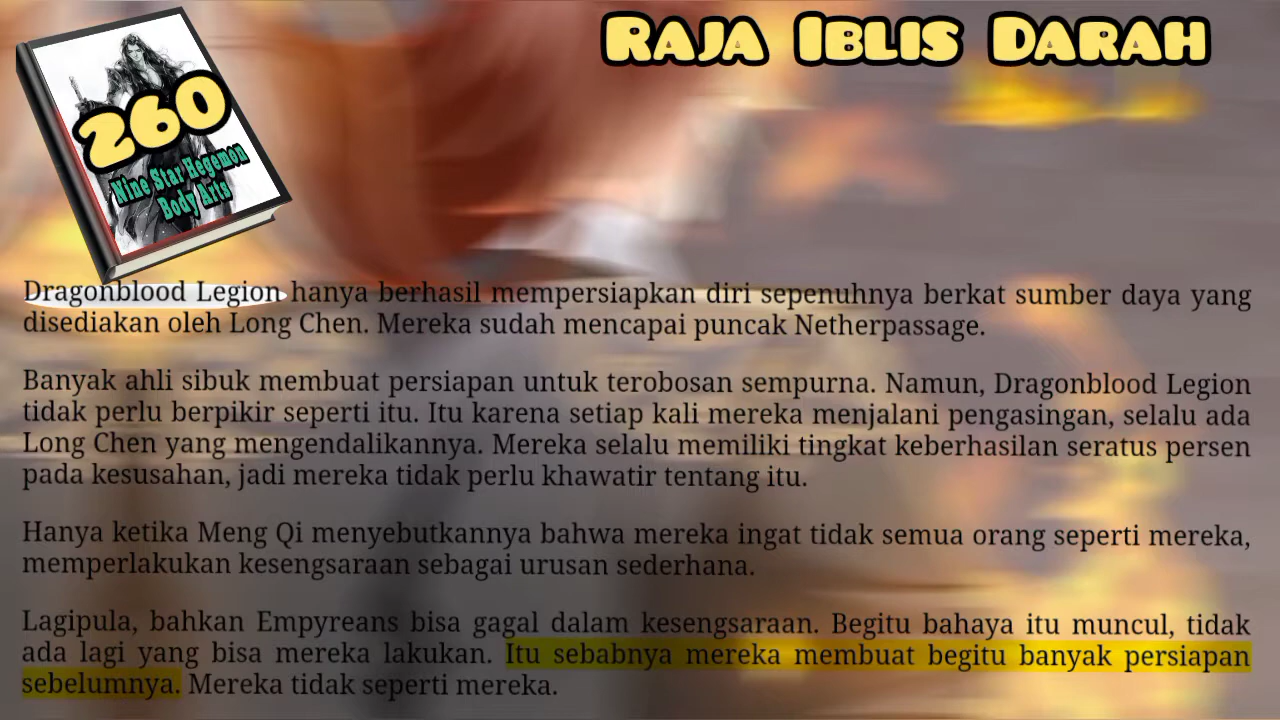 Raja Iblis Darah
260
Nine Star Hegemon
Body Arts
Dragonblood Legion hanya berhasil mempersiapkan diri sepenuhnya berkat sumber daya yang
disediakan oleh Long Chen. Mereka sudah mencapai puncak Netherpassage.
Banyak ahli sibuk membuat persiapan untuk terobosan sempurna. Namun, Dragonblood Legion
tidak perlu berpikir seperti itu. Itu karena setiap kali mereka menjalani pengasingan, selalu ada
Long Chen yang mengendalikannya. Mereka selalu memiliki tingkat keberhasilan seratus persen
pada kesusahan, jadi mereka tidak perlu khawatir tentang itu.
Hanya ketika Meng Qi menyebutkannya bahwa mereka ingat tidak semua orang seperti mereka,
memperlakukan kesengsaraan sebagai urusan sederhana.
Lagipula, bahkan Empyreans bisa gagal dalam kesengsaraan. Begitu bahaya itu muncul, tidak
ada lagi yang bisa mereka lakukan. Itu sebabnya mereka membuat begitu banyak persiapan
sebelumnya. Mereka tidak seperti mereka.